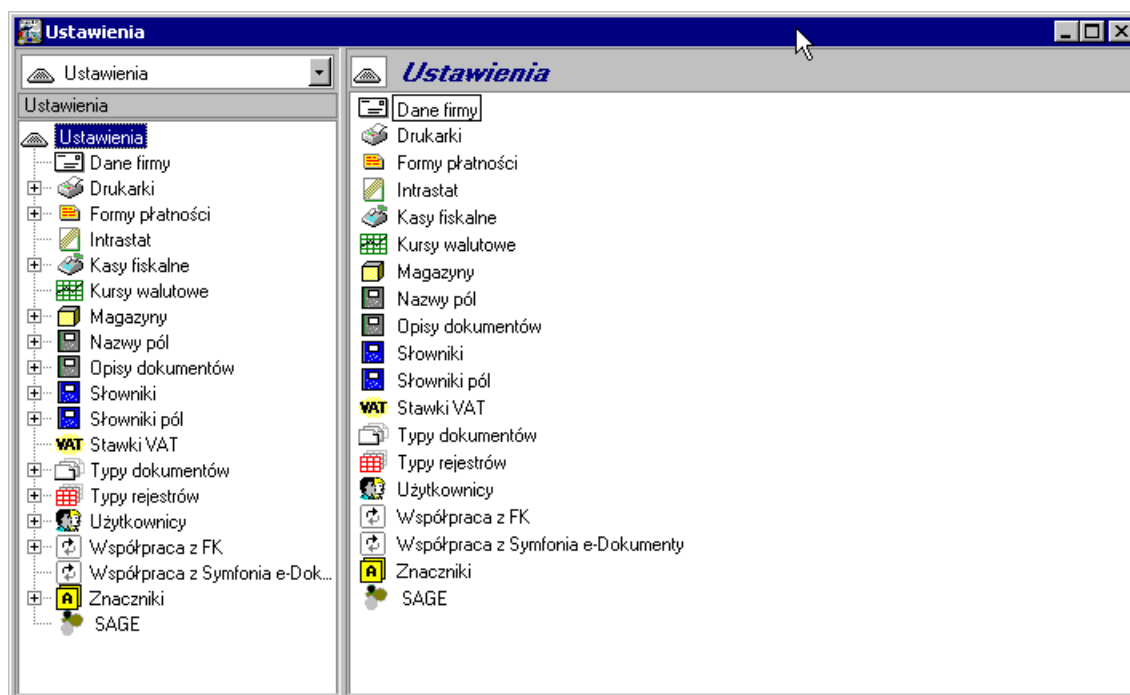 Ustawienia
Ustawienia
Ustawienia
Ustawienia
Dane firmy
Drukarki
Formy płatności
Intrastat
Kasy fiskalne
Kursy walutowe
Magazyny
Nazwy pól
Opisy dokumentów
Słowniki
Słowniki pól
VAT Stawki VAT
Typy dokumentów
Typy rejestrów
Użytkownicy
Współpraca z FK
Współpraca z Symfonia e-Dok...
A Znaczniki
SAGE
Ustawienia
Dane firmy
Drukarki
Formy płatności
Intrastat
Kasy fiskalne
Kursy walutowe
Magazyny
Nazwy pól
Opisy dokumentów
Słowniki
Słowniki pól
VAT Stawki VAT
Typy dokumentów
Typy rejestrów
Użytkownicy
Współpraca z FK
Współpraca z Symfonia e-Dokumenty
A Znaczniki
SAGE